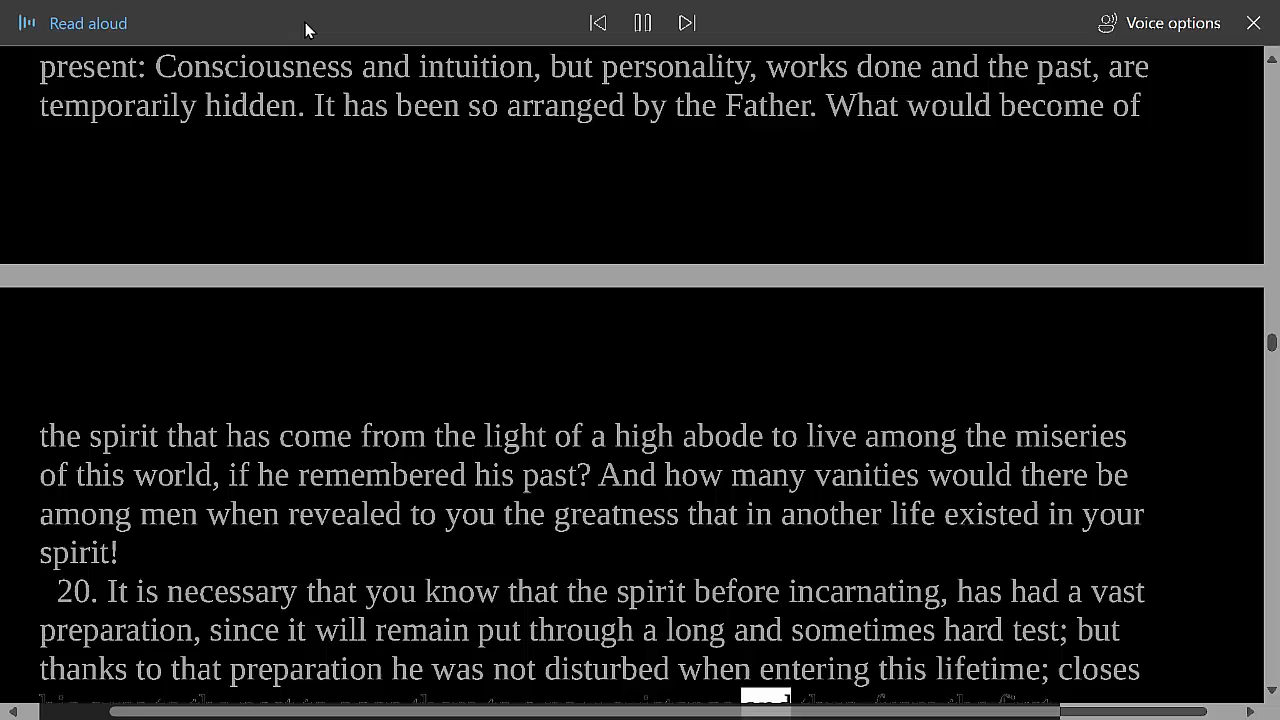 Read aloud
Voice options
present: Consciousness and intuition, but personality, works done and the past, are
temporarily hidden. It has been so arranged by the Father. What would become of
the spirit that has come from the light of a high abode to live among the miseries
of this world, if he remembered his past? And how many vanities would there be
among men when revealed to you the greatness that in another life existed in your
spirit!
20. It is necessary that you know that the spirit before incarnating, has had a vast
preparation, since it will remain put through a long and sometimes hard test; but
thanks to that preparation he was not disturbed when entering this lifetime; closes